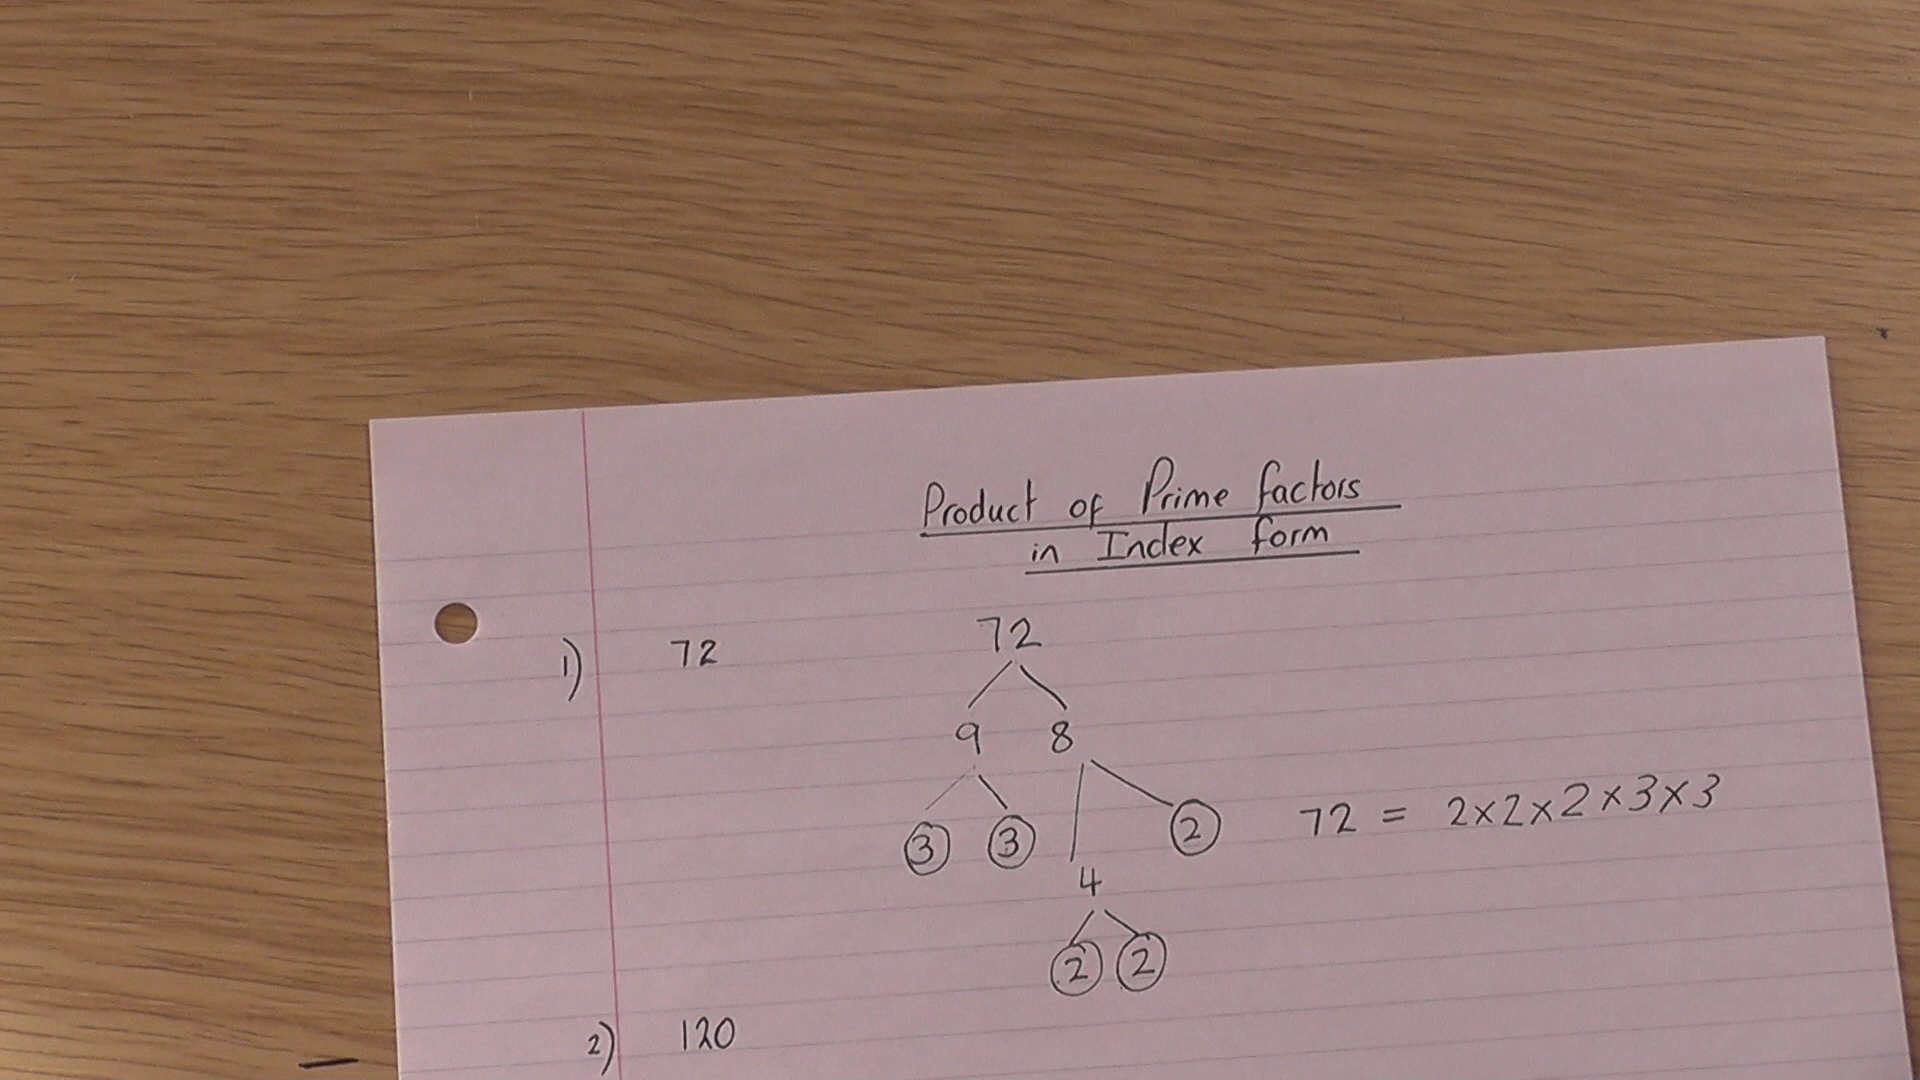 Product of Prime factors
in Index form
1) 72 72
9 8
3 3 2 72 = 2×2×2×3×3
4
2 2
2) 120